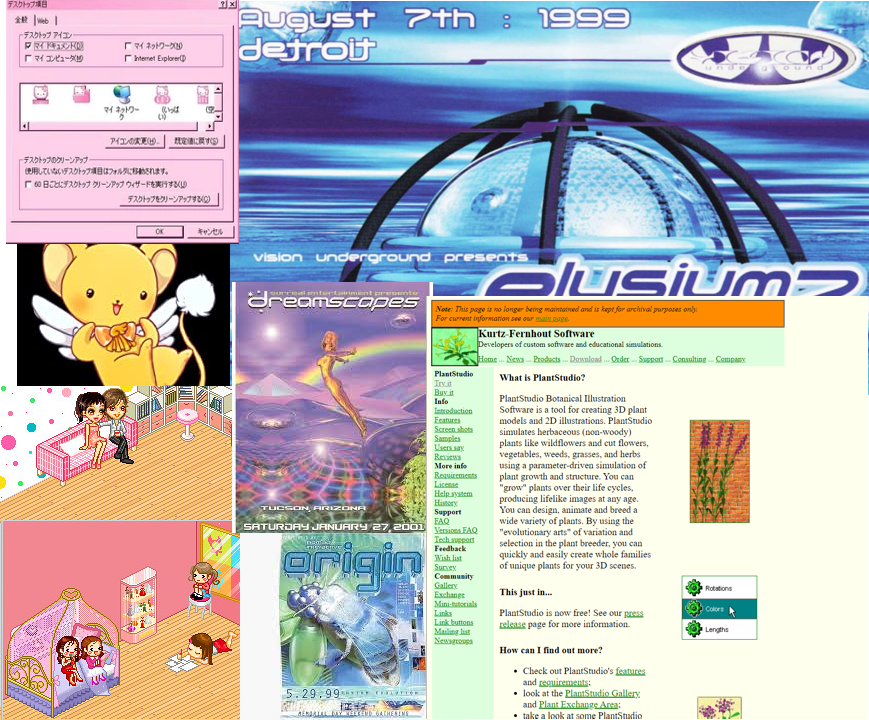 デスクトップ項目
全般
Web
デスクトップ アイコン
マイ ドキュメント(D)
マイ ネットワーク(N)
マイ コンピュータ(M)
Internet Explorer(I)
マイ ネットワーク
(いっぱい)
(空
アイコンの変更(H)...
既定値に戻す(S)
デスクトップのクリーンアップ
使用していないデスクトップ項目はフォルダに移動されます。
60 日ごとにデスクトップ クリーンアップ ウィザードを実行する(U)
デスクトップをクリーンアップする(C)
OK
キャンセル
August 7th : 1999
detroit
underground
vision underground presents
elysium2
surreal entertainment presents
dreamscapes
TUCSON, ARIZONA
SATURDAY JANUARY 27, 2001
origin
5.29.99
CUSTOM EVOLUTION
MEMORIAL DAY WEEKEND GATHERING
Note: This page is no longer being maintained and is kept for archival purposes only.
For current information see our main page.
Kurtz-Fernhout Software
Developers of custom software and educational simulations.
Home ... News ... Products ... Download ... Order ... Support ... Consulting ... Company
PlantStudio
Try it
Buy it
Info
Introduction
Features
Screen shots
Samples
Users say
Reviews
More info
Requirements
License
Help system
History
Support
FAQ
Versions FAQ
Tech support
Feedback
Wish list
Survey
Community
Gallery
Exchange
Mini-tutorials
Links
Link buttons
Mailing list
Newsgroups
What is PlantStudio?
PlantStudio Botanical Illustration
Software is a tool for creating 3D plant
models and 2D illustrations. PlantStudio
simulates herbaceous (non-woody)
plants like wildflowers and cut flowers,
vegetables, weeds, grasses, and herbs
using a parameter-driven simulation of
plant growth and structure. You can
"grow" plants over their life cycles,
producing lifelike images at any age.
You can design, animate and breed a
wide variety of plants. By using the
"evolutionary arts" of variation and
selection in the plant breeder, you can
quickly and easily create whole families
of unique plants for your 3D scenes.
This just in...
PlantStudio is now free! See our press
release page for more information.
How can I find out more?
• Check out PlantStudio's features
and requirements;
• look at the PlantStudio Gallery
and Plant Exchange Area;
• take a look at some PlantStudio
Rotations
Colors
Lengths